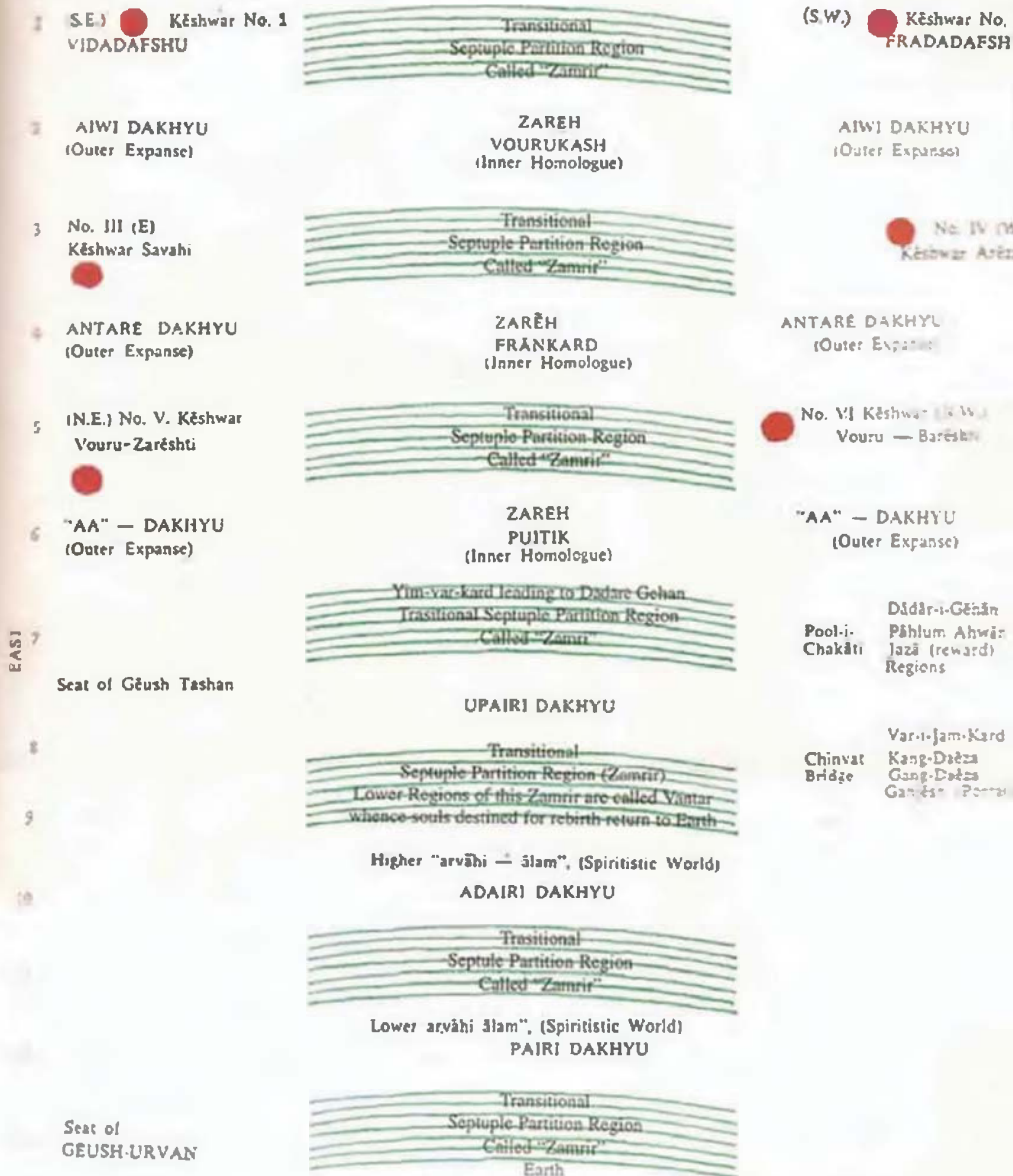 1
S.E.) Kēshwar No. 1
VIDADAFSHU
Transitional
Septuple Partition Region
Called "Zamrir"
(S.W.) Kēshwar No.
FRADADAFSH
2
AIWI DAKHYU
(Outer Expanse)
ZAREH
VOURUKASH
(Inner Homologue)
AIWI DAKHYU
(Outer Expanse)
3
No. III (E)
Kēshwar Savahi
Transitional
Septuple Partition Region
Called "Zamrir"
No. IV
Kēshwar
4
ANTARE DAKHYU
(Outer Expanse)
ZARĒH
FRĀNKARD
(Inner Homologue)
ANTARE DAKHYU
(Outer
5
(N.E.) No. V. Kēshwar
Vouru-Zarēshti
Transitional
Septuple Partition Region
Called "Zamrir"
No. VI Kēshwar
Vouru —
6
"AA" — DAKHYU
(Outer Expanse)
ZAREH
PUITIK
(Inner Homologue)
"AA" — DAKHYU
(Outer Expanse)
EAST
7
Yim-var-kard leading to Dadare Gehan
Trasitional Septuple Partition Region
Called "Zamri"
Dādār-i-Gēhān
Pool-i- Pāhlum Ahwān
Chakāti Jazā (reward)
Regions
Seat of Gēush Tashan
UPAIRI DAKHYU
8
Transitional
Septuple Partition Region (Zamrir)
Lower Regions of this Zamrir are called Vantar
whence souls destined for rebirth return to Earth
Var-i-Jam-Kard
Chinvat Kang-Daēza
Bridge Gang-Daēza
9
Higher "arvāhi — ālam", (Spiritistic World)
ADAIRI DAKHYU
10
Trasitional
Septule Partition Region
Called "Zamrir"
Lower arvāhi ālam", (Spiritistic World)
PAIRI DAKHYU
Seat of
GĒUSH-URVAN
Transitional
Septuple Partition Region
Called "Zamrir"
Earth